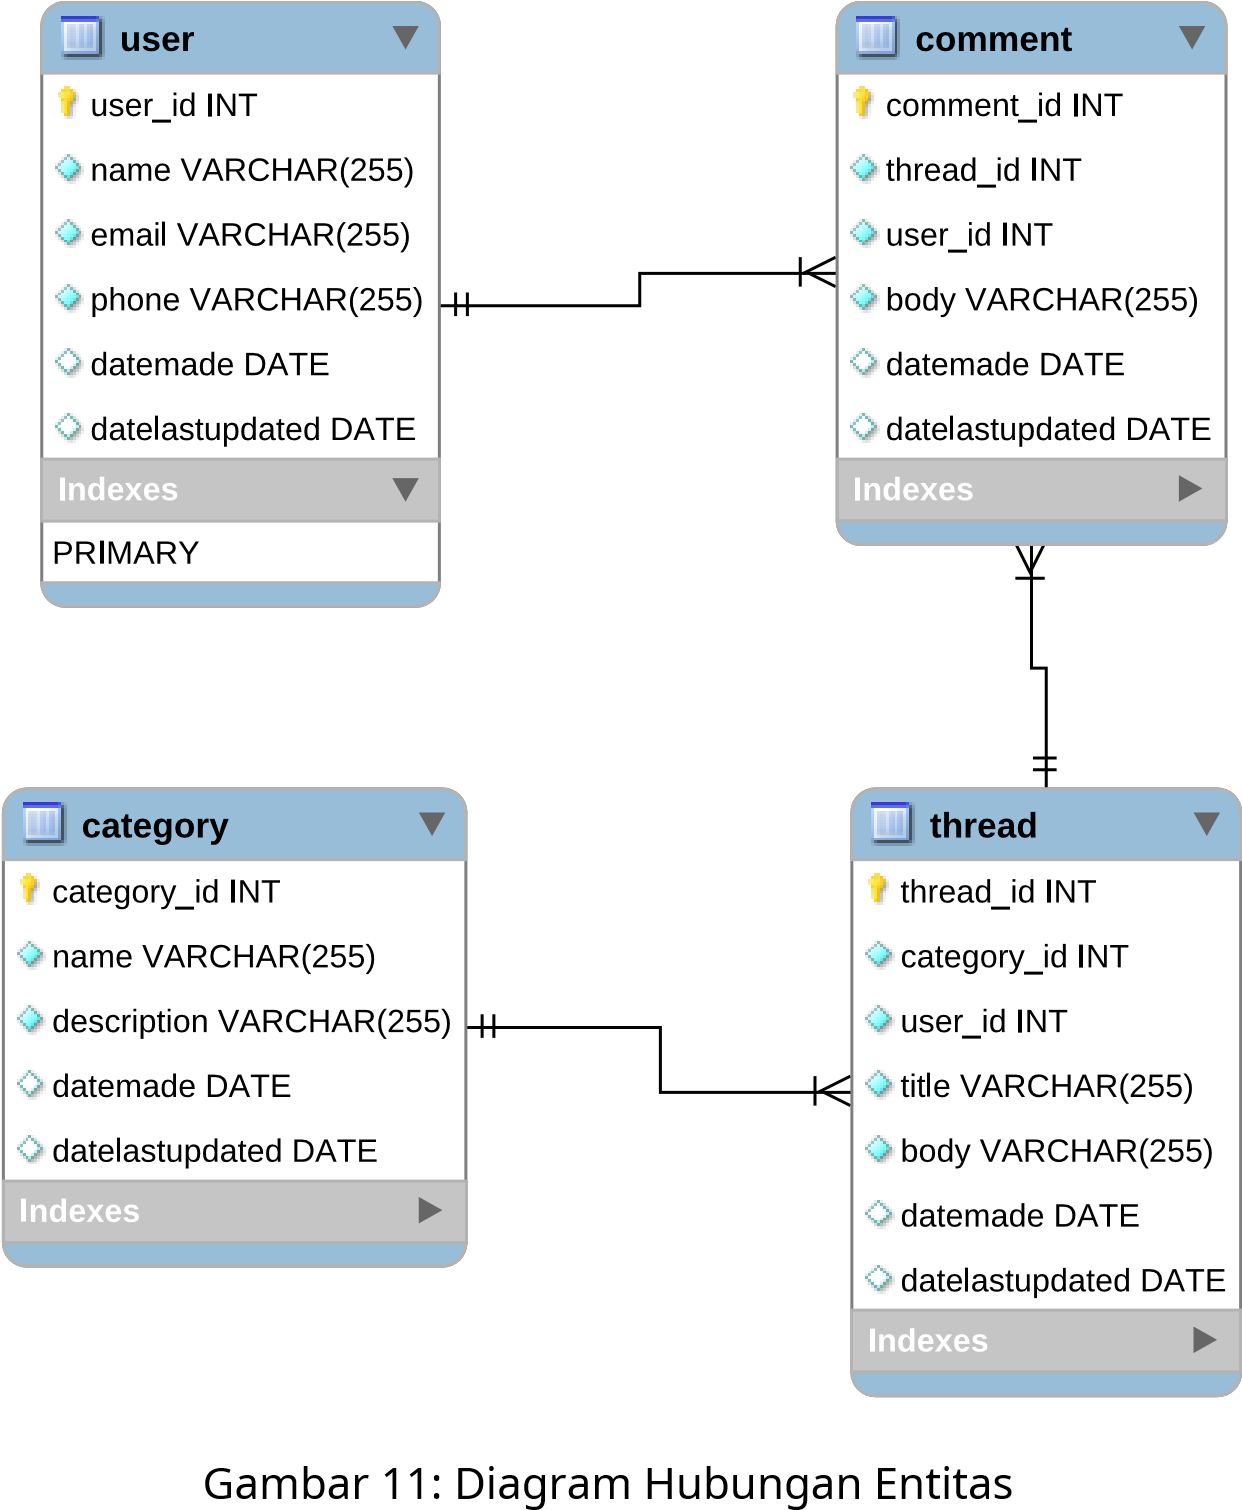 user
user_id INT
name VARCHAR(255)
email VARCHAR(255)
phone VARCHAR(255)
datemade DATE
datelastupdated DATE
Indexes
PRIMARY
comment
comment_id INT
thread_id INT
user_id INT
body VARCHAR(255)
datemade DATE
datelastupdated DATE
Indexes
category
category_id INT
name VARCHAR(255)
description VARCHAR(255)
datemade DATE
datelastupdated DATE
Indexes
thread
thread_id INT
category_id INT
user_id INT
title VARCHAR(255)
body VARCHAR(255)
datemade DATE
datelastupdated DATE
Indexes
Gambar 11: Diagram Hubungan Entitas